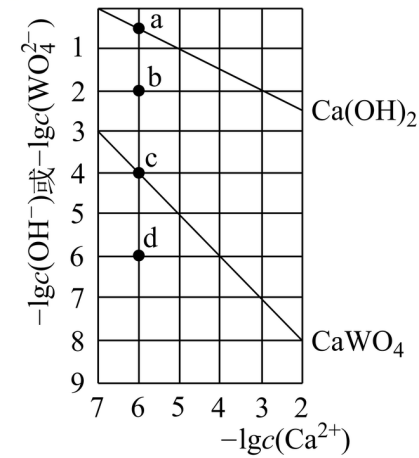 −lgc(OH⁻)或−lgc(WO₄²⁻)
1
2
3
4
5
6
7
8
9
a
b
c
d
Ca(OH)₂
CaWO₄
7 6 5 4 3 2
−lgc(Ca²⁺)